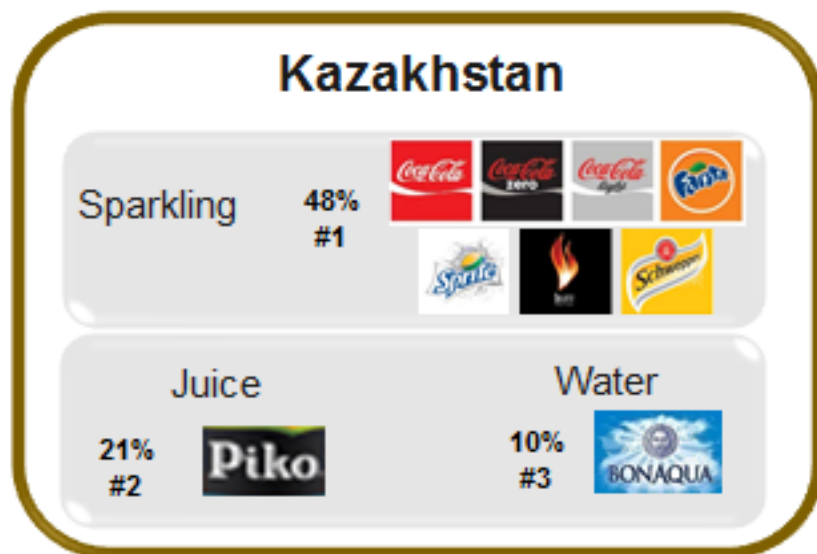 Kazakhstan
Sparkling
48%
#1
Coca-Cola
Coca-Cola
zero
Coca-Cola
light
Fanta
Sprite
burn
Schweppes
Juice
21%
#2
Piko
Water
10%
#3
BONAQUA